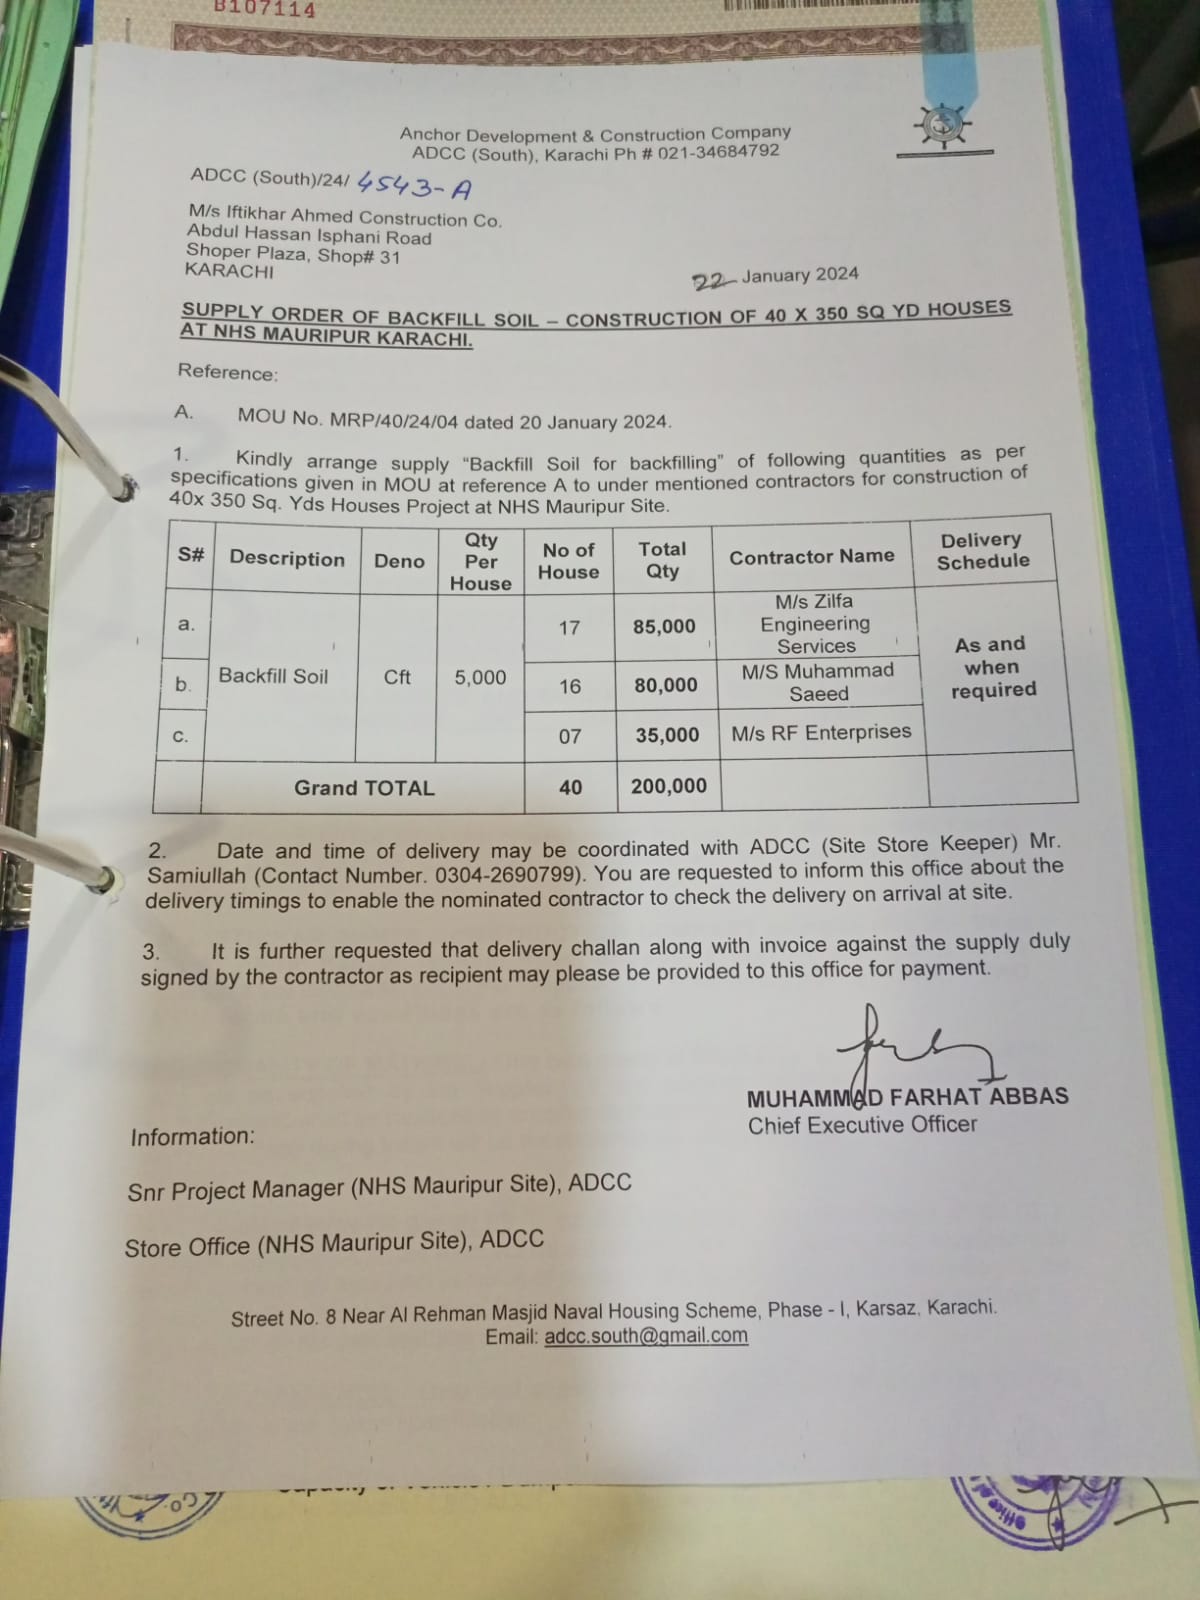 B107114
Anchor Development & Construction Company
ADCC (South), Karachi Ph # 021-34684792
ADCC (South)/24/ 4543-A
M/s Iftikhar Ahmed Construction Co.
Abdul Hassan Isphani Road
Shoper Plaza, Shop# 31
KARACHI
22 January 2024
SUPPLY ORDER OF BACKFILL SOIL – CONSTRUCTION OF 40 X 350 SQ YD HOUSES
AT NHS MAURIPUR KARACHI.
Reference:
A. MOU No. MRP/40/24/04 dated 20 January 2024.
1. Kindly arrange supply “Backfill Soil for backfilling” of following quantities as per
specifications given in MOU at reference A to under mentioned contractors for construction of
40x 350 Sq. Yds Houses Project at NHS Mauripur Site.
S# Description Deno Qty Per House No of House Total Qty Contractor Name Delivery Schedule
a. Backfill Soil Cft 5,000 17 85,000 M/s Zilfa Engineering Services As and when required
b. 16 80,000 M/S Muhammad Saeed
c. 07 35,000 M/s RF Enterprises
Grand TOTAL 40 200,000
2. Date and time of delivery may be coordinated with ADCC (Site Store Keeper) Mr.
Samiullah (Contact Number. 0304-2690799). You are requested to inform this office about the
delivery timings to enable the nominated contractor to check the delivery on arrival at site.
3. It is further requested that delivery challan along with invoice against the supply duly
signed by the contractor as recipient may please be provided to this office for payment.
MUHAMMAD FARHAT ABBAS
Chief Executive Officer
Information:
Snr Project Manager (NHS Mauripur Site), ADCC
Store Office (NHS Mauripur Site), ADCC
Street No. 8 Near Al Rehman Masjid Naval Housing Scheme, Phase - I, Karsaz, Karachi.
Email: adcc.south@gmail.com